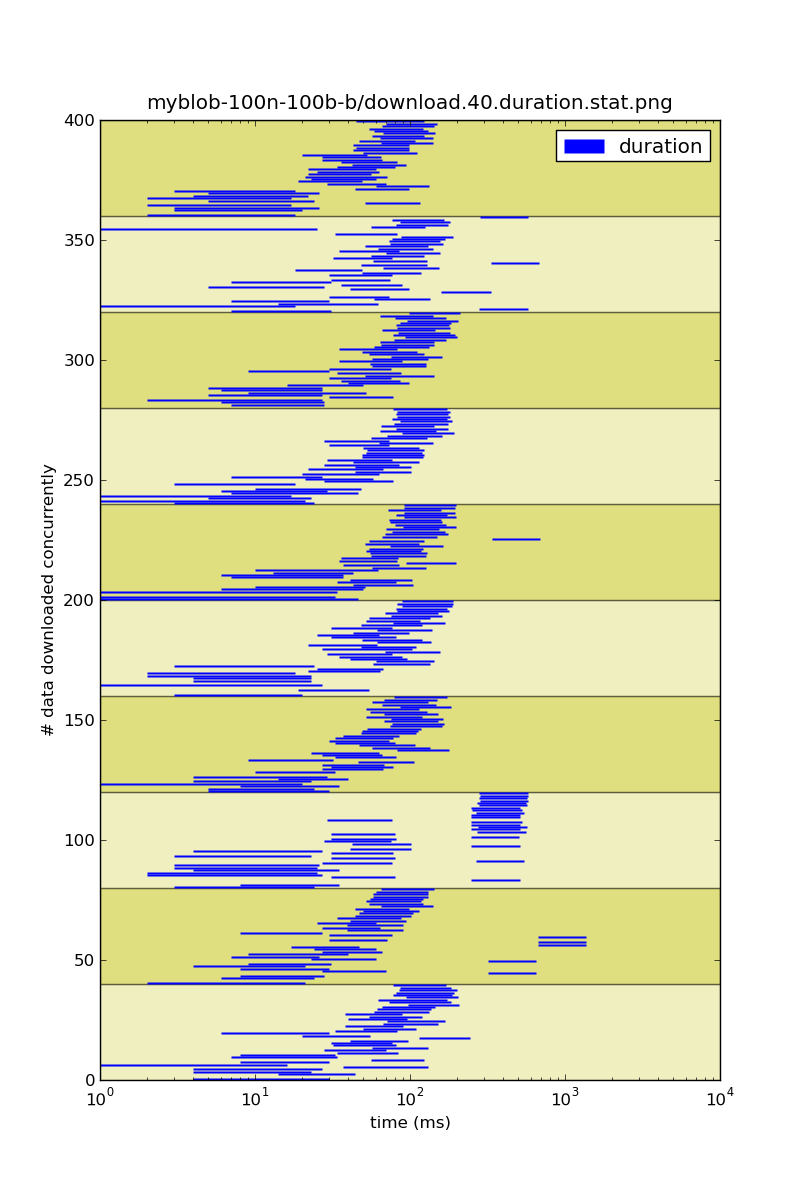 myblob-100n-100b-b/download.40.duration.stat.png
duration
400
350
300
250
200
150
100
50
0
# data downloaded concurrently
10^0 10^1 10^2 10^3 10^4
time (ms)